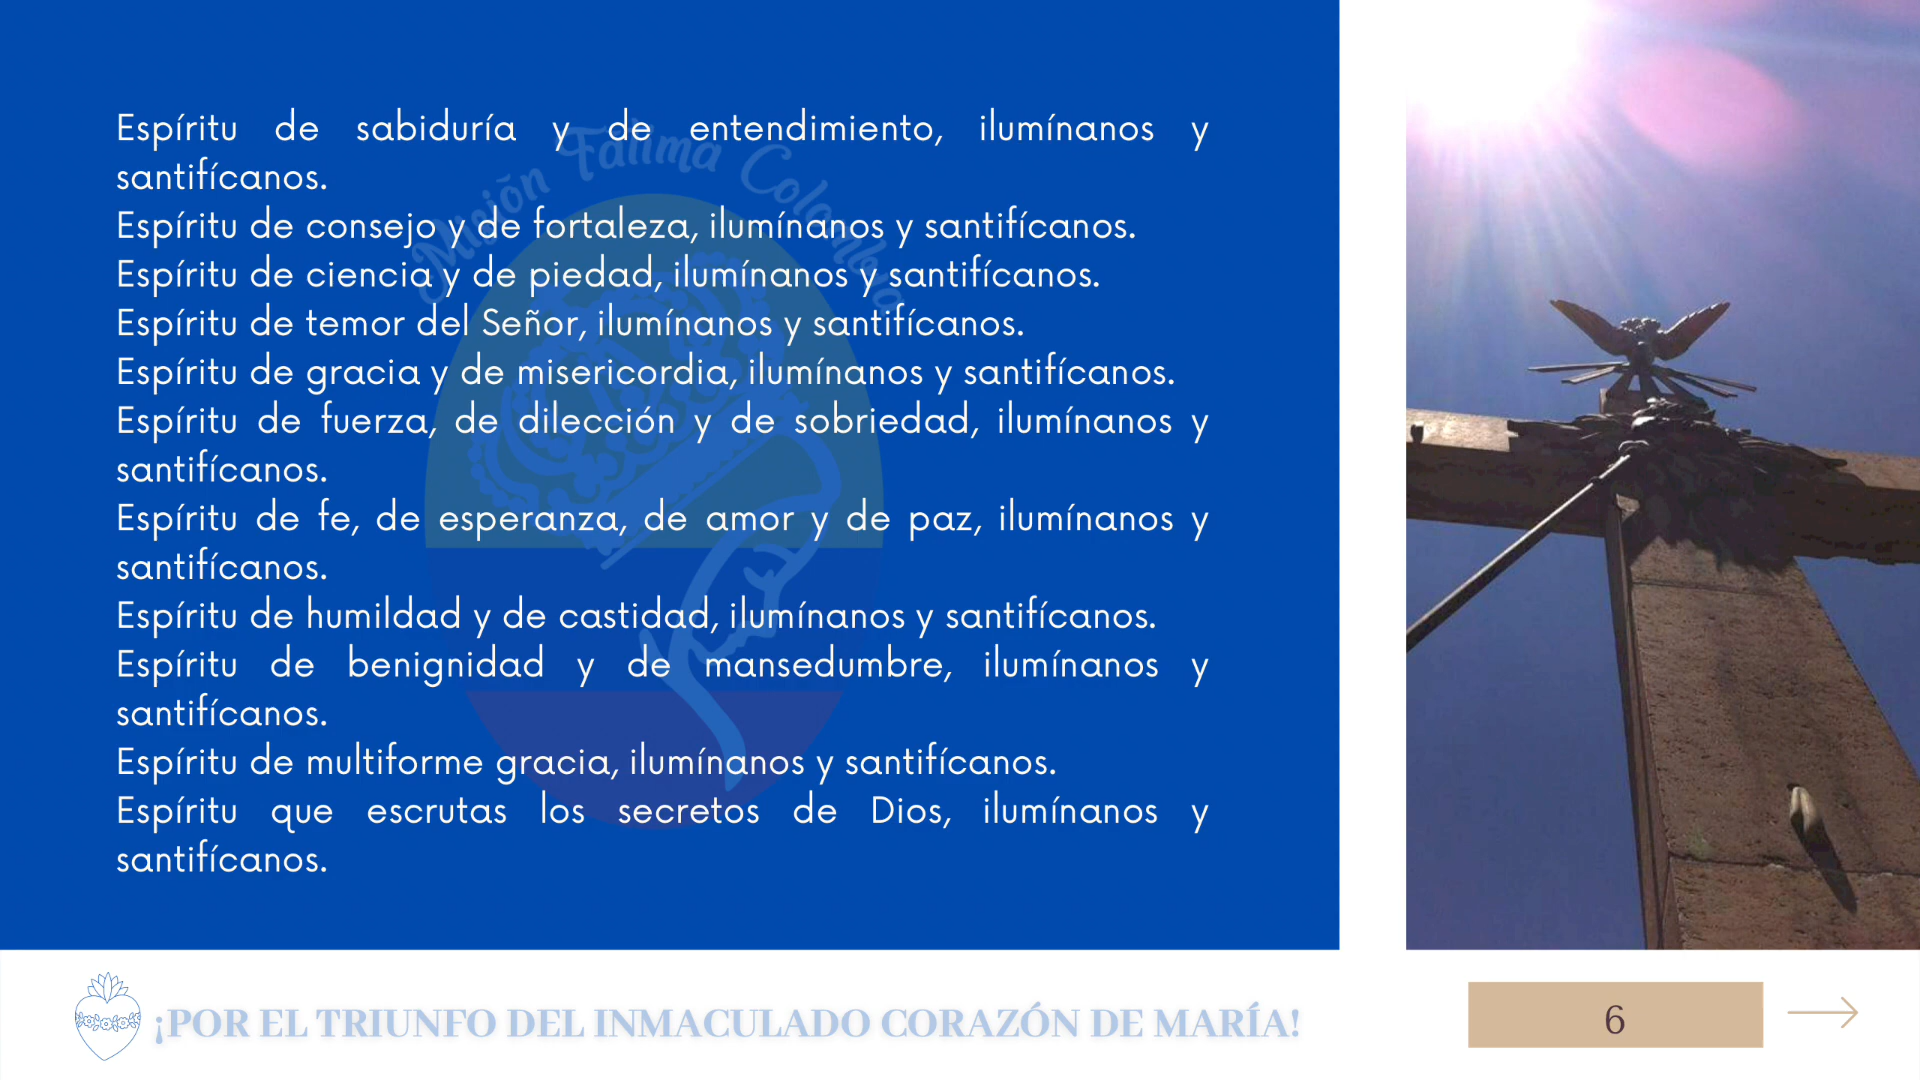 Misión Fátima Colombia
Espíritu de sabiduría y de entendimiento, ilumínanos y
santifícanos.
Espíritu de consejo y de fortaleza, ilumínanos y santifícanos.
Espíritu de ciencia y de piedad, ilumínanos y santifícanos.
Espíritu de temor del Señor, ilumínanos y santifícanos.
Espíritu de gracia y de misericordia, ilumínanos y santifícanos.
Espíritu de fuerza, de dilección y de sobriedad, ilumínanos y
santifícanos.
Espíritu de fe, de esperanza, de amor y de paz, ilumínanos y
santifícanos.
Espíritu de humildad y de castidad, ilumínanos y santifícanos.
Espíritu de benignidad y de mansedumbre, ilumínanos y
santifícanos.
Espíritu de multiforme gracia, ilumínanos y santifícanos.
Espíritu que escrutas los secretos de Dios, ilumínanos y
santifícanos.
¡POR EL TRIUNFO DEL INMACULADO CORAZÓN DE MARÍA!
6